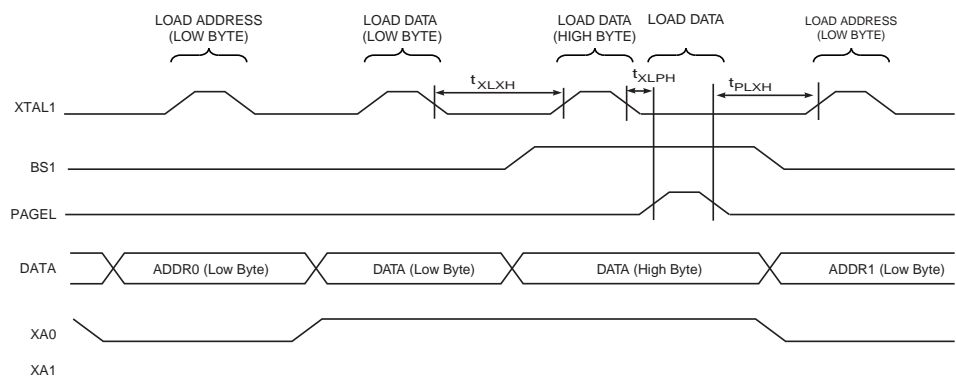 LOAD ADDRESS
(LOW BYTE)
LOAD DATA
(LOW BYTE)
LOAD DATA
(HIGH BYTE)
LOAD DATA
LOAD ADDRESS
(LOW BYTE)
tXLXH
tXLPH
tPLXH
XTAL1
BS1
PAGEL
DATA
ADDR0 (Low Byte)
DATA (Low Byte)
DATA (High Byte)
ADDR1 (Low Byte)
XA0
XA1